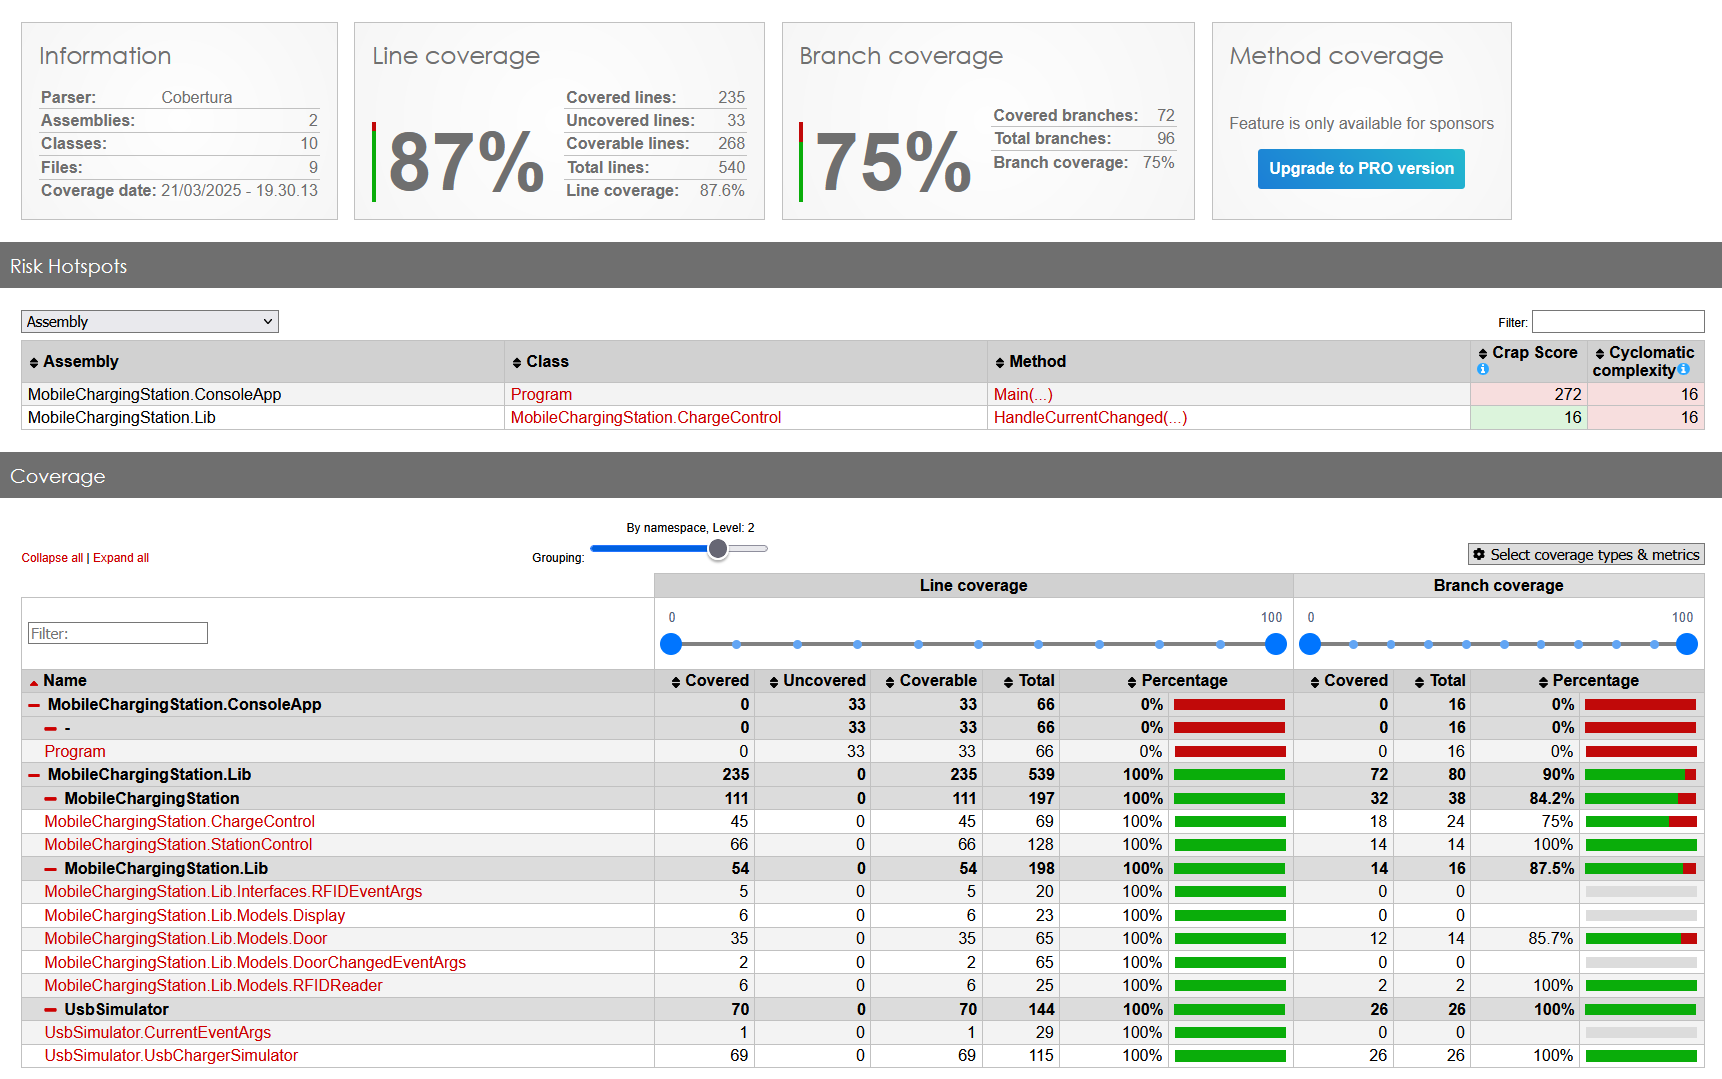 Information
Parser: Cobertura
Assemblies: 2
Classes: 10
Files: 9
Coverage date: 21/03/2025 - 19.30.13
Line coverage
87%
Covered lines: 235
Uncovered lines: 33
Coverable lines: 268
Total lines: 540
Line coverage: 87.6%
Branch coverage
75%
Covered branches: 72
Total branches: 96
Branch coverage: 75%
Method coverage
Feature is only available for sponsors
Upgrade to PRO version
Risk Hotspots
Assembly
Filter:
Assembly Class Method Crap Score Cyclomatic complexity
MobileChargingStation.ConsoleApp Program Main(...) 272 16
MobileChargingStation.Lib MobileChargingStation.ChargeControl HandleCurrentChanged(...) 16 16
Coverage
Collapse all | Expand all
By namespace, Level: 2
Grouping:
Select coverage types & metrics
Line coverage Branch coverage
Filter:
0 100 0 100
Name Covered Uncovered Coverable Total Percentage Covered Total Percentage
MobileChargingStation.ConsoleApp 0 33 33 66 0% 0 16 0%
- 0 33 33 66 0% 0 16 0%
Program 0 33 33 66 0% 0 16 0%
MobileChargingStation.Lib 235 0 235 539 100% 72 80 90%
MobileChargingStation 111 0 111 197 100% 32 38 84.2%
MobileChargingStation.ChargeControl 45 0 45 69 100% 18 24 75%
MobileChargingStation.StationControl 66 0 66 128 100% 14 14 100%
MobileChargingStation.Lib 54 0 54 198 100% 14 16 87.5%
MobileChargingStation.Lib.Interfaces.RFIDEventArgs 5 0 5 20 100% 0 0
MobileChargingStation.Lib.Models.Display 6 0 6 23 100% 0 0
MobileChargingStation.Lib.Models.Door 35 0 35 65 100% 12 14 85.7%
MobileChargingStation.Lib.Models.DoorChangedEventArgs 2 0 2 65 100% 0 0
MobileChargingStation.Lib.Models.RFIDReader 6 0 6 25 100% 2 2 100%
UsbSimulator 70 0 70 144 100% 26 26 100%
UsbSimulator.CurrentEventArgs 1 0 1 29 100% 0 0
UsbSimulator.UsbChargerSimulator 69 0 69 115 100% 26 26 100%